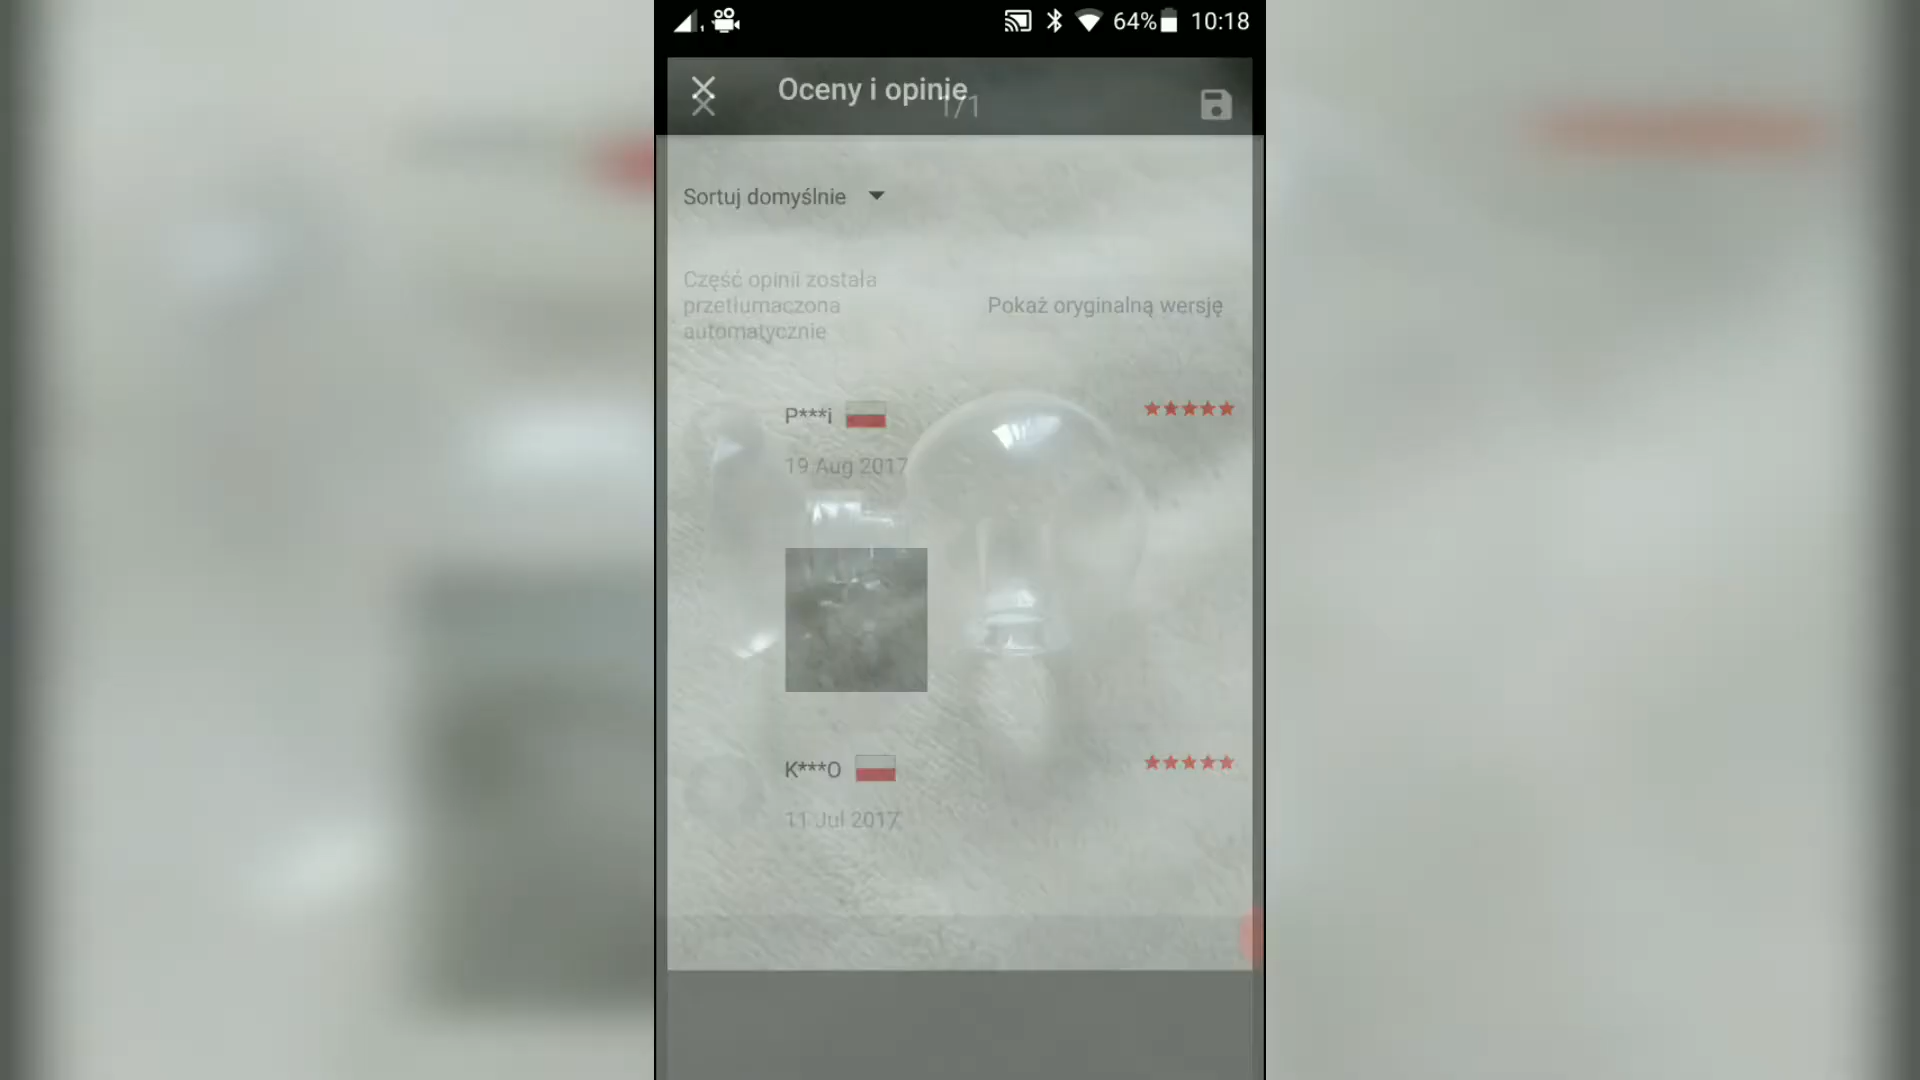 64% 10:18
Oceny i opinie
1/1
Sortuj domyślnie
Część opinii została
przetłumaczona
automatycznie
Pokaż oryginalną wersję
P***i
19 Aug 2017
K***O
11 Jul 2017